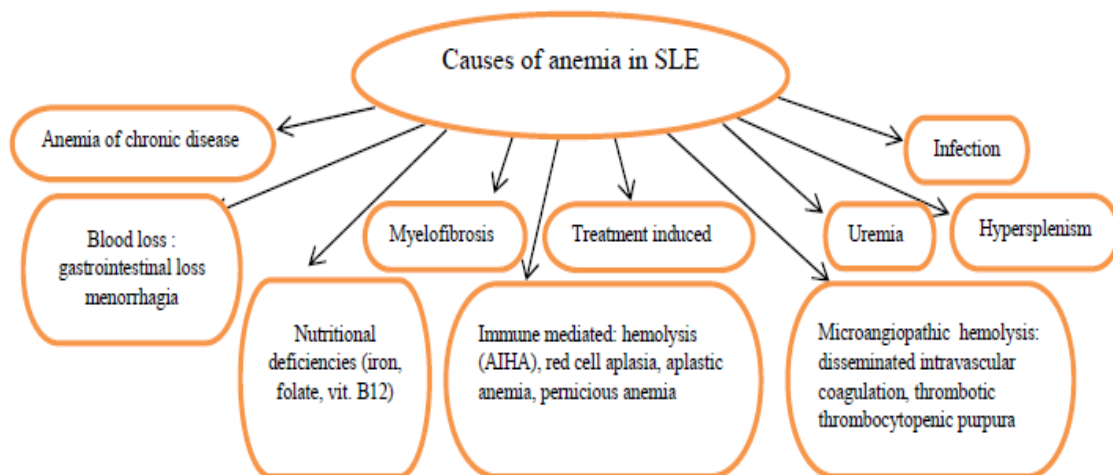 Causes of anemia in SLE
Anemia of chronic disease
Infection
Blood loss :
gastrointestinal loss
menorrhagia
Myelofibrosis
Treatment induced
Uremia
Hypersplenism
Nutritional
deficiencies (iron,
folate, vit. B12)
Immune mediated: hemolysis
(AIHA), red cell aplasia, aplastic
anemia, pernicious anemia
Microangiopathic hemolysis:
disseminated intravascular
coagulation, thrombotic
thrombocytopenic purpura